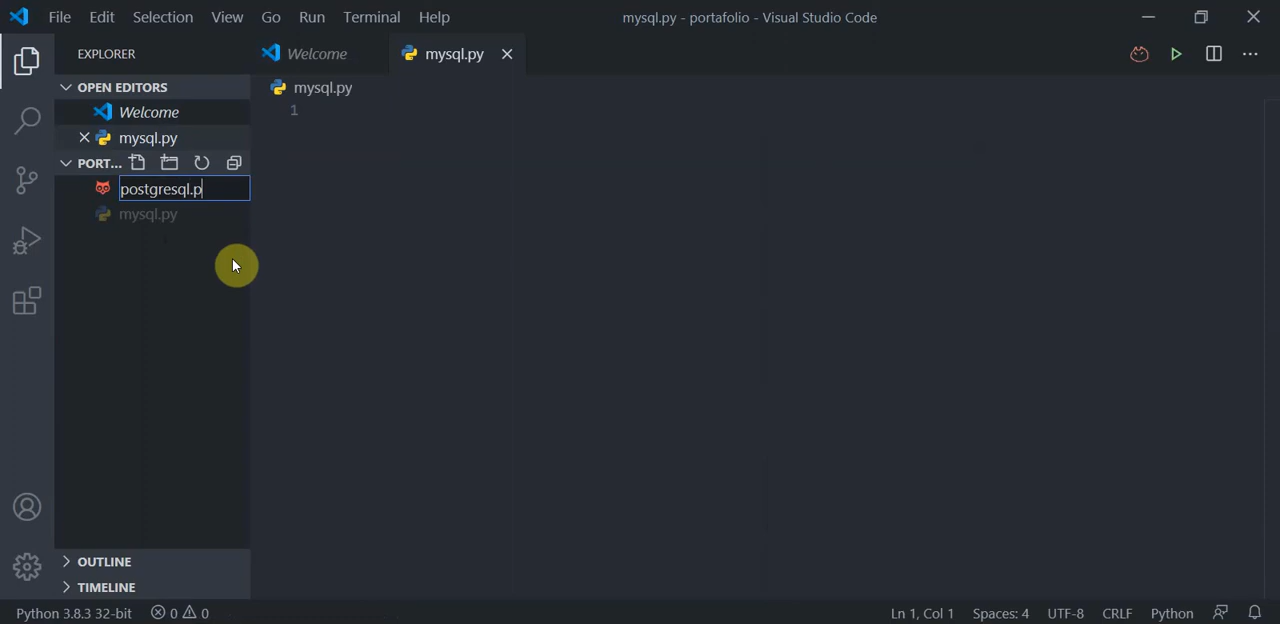 File Edit Selection View Go Run Terminal Help
mysql.py - portafolio - Visual Studio Code
EXPLORER
Welcome
mysql.py
OPEN EDITORS
mysql.py
Welcome
1
mysql.py
PORT...
postgresql.p
mysql.py
OUTLINE
TIMELINE
Python 3.8.3 32-bit 0 0 Ln 1, Col 1 Spaces: 4 UTF-8 CRLF Python